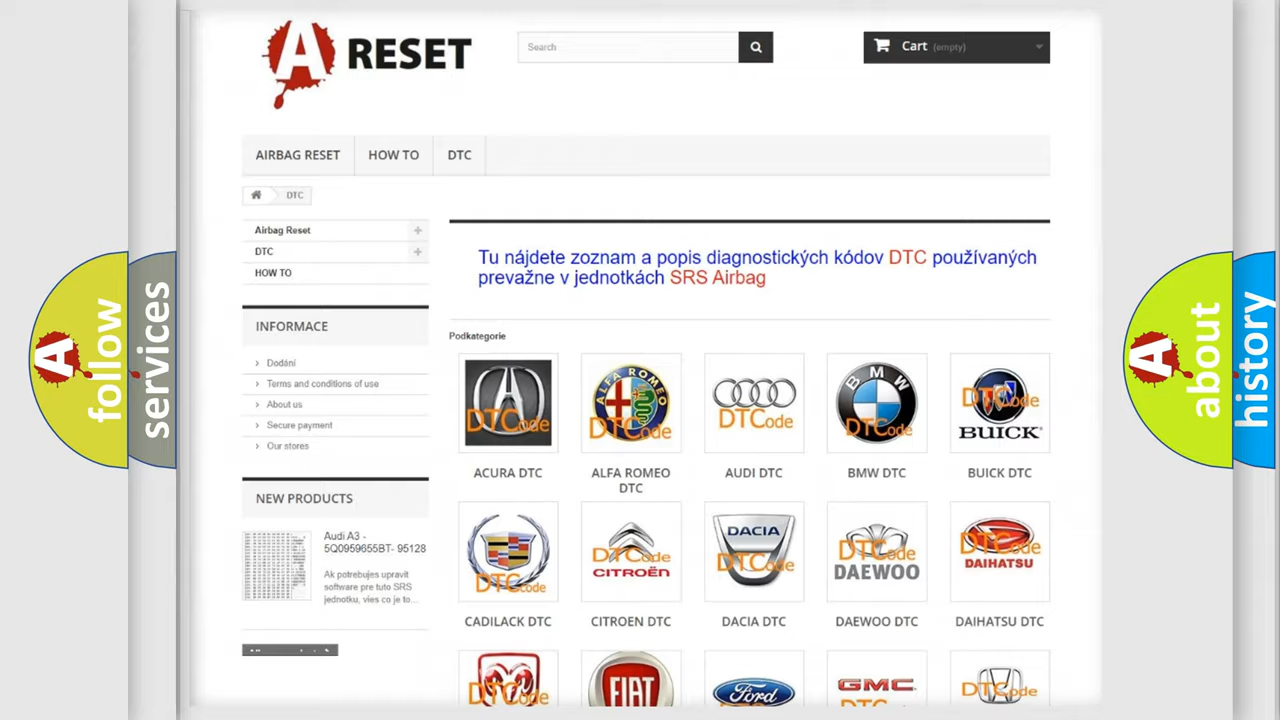 A RESET
Search
Cart (empty)
AIRBAG RESET
HOW TO
DTC
DTC
Airbag Reset
DTC
HOW TO
INFORMACE
Dodání
Terms and conditions of use
About us
Secure payment
Our stores
NEW PRODUCTS
Audi A3 -
5Q0959655BT- 95128
Ak potrebujes upravit
software pre tuto SRS
jednotku, vies co je to...
Tu nájdete zoznam a popis diagnostických kódov DTC používaných
prevažne v jednotkách SRS Airbag
Podkategorie
DTCode
ALFA ROMEO
DTCode
DTCode
BMW
DTCode
DTCode
BUICK
ACURA DTC
ALFA ROMEO
DTC
AUDI DTC
BMW DTC
BUICK DTC
DTCode
DTCode
CITROËN
DACIA
DTCode
DTCode
DAEWOO
DTCode
DAIHATSU
CADILACK DTC
CITROEN DTC
DACIA DTC
DAEWOO DTC
DAIHATSU DTC
DTCode
FIAT
Ford
GMC
DTCode
A
follow
services
A
about
history